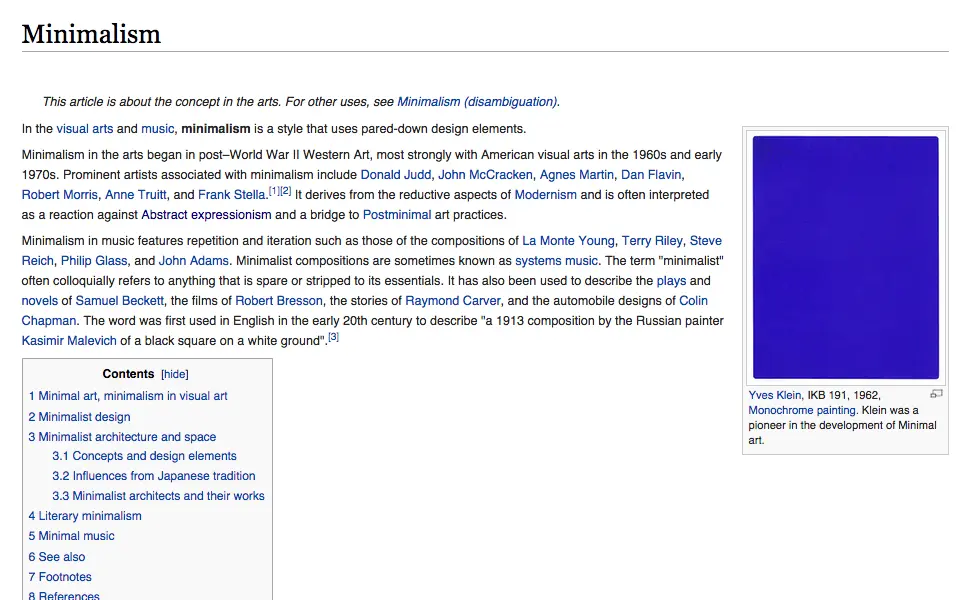 Minimalism
This article is about the concept in the arts. For other uses, see Minimalism (disambiguation).
In the visual arts and music, minimalism is a style that uses pared-down design elements.
Minimalism in the arts began in post–World War II Western Art, most strongly with American visual arts in the 1960s and early
1970s. Prominent artists associated with minimalism include Donald Judd, John McCracken, Agnes Martin, Dan Flavin,
Robert Morris, Anne Truitt, and Frank Stella.[1][2] It derives from the reductive aspects of Modernism and is often interpreted
as a reaction against Abstract expressionism and a bridge to Postminimal art practices.
Minimalism in music features repetition and iteration such as those of the compositions of La Monte Young, Terry Riley, Steve
Reich, Philip Glass, and John Adams. Minimalist compositions are sometimes known as systems music. The term "minimalist"
often colloquially refers to anything that is spare or stripped to its essentials. It has also been used to describe the plays and
novels of Samuel Beckett, the films of Robert Bresson, the stories of Raymond Carver, and the automobile designs of Colin
Chapman. The word was first used in English in the early 20th century to describe "a 1913 composition by the Russian painter
Kasimir Malevich of a black square on a white ground".[3]
Yves Klein, IKB 191, 1962,
Monochrome painting. Klein was a
pioneer in the development of Minimal
art.
Contents [hide]
1 Minimal art, minimalism in visual art
2 Minimalist design
3 Minimalist architecture and space
3.1 Concepts and design elements
3.2 Influences from Japanese tradition
3.3 Minimalist architects and their works
4 Literary minimalism
5 Minimal music
6 See also
7 Footnotes
8 References